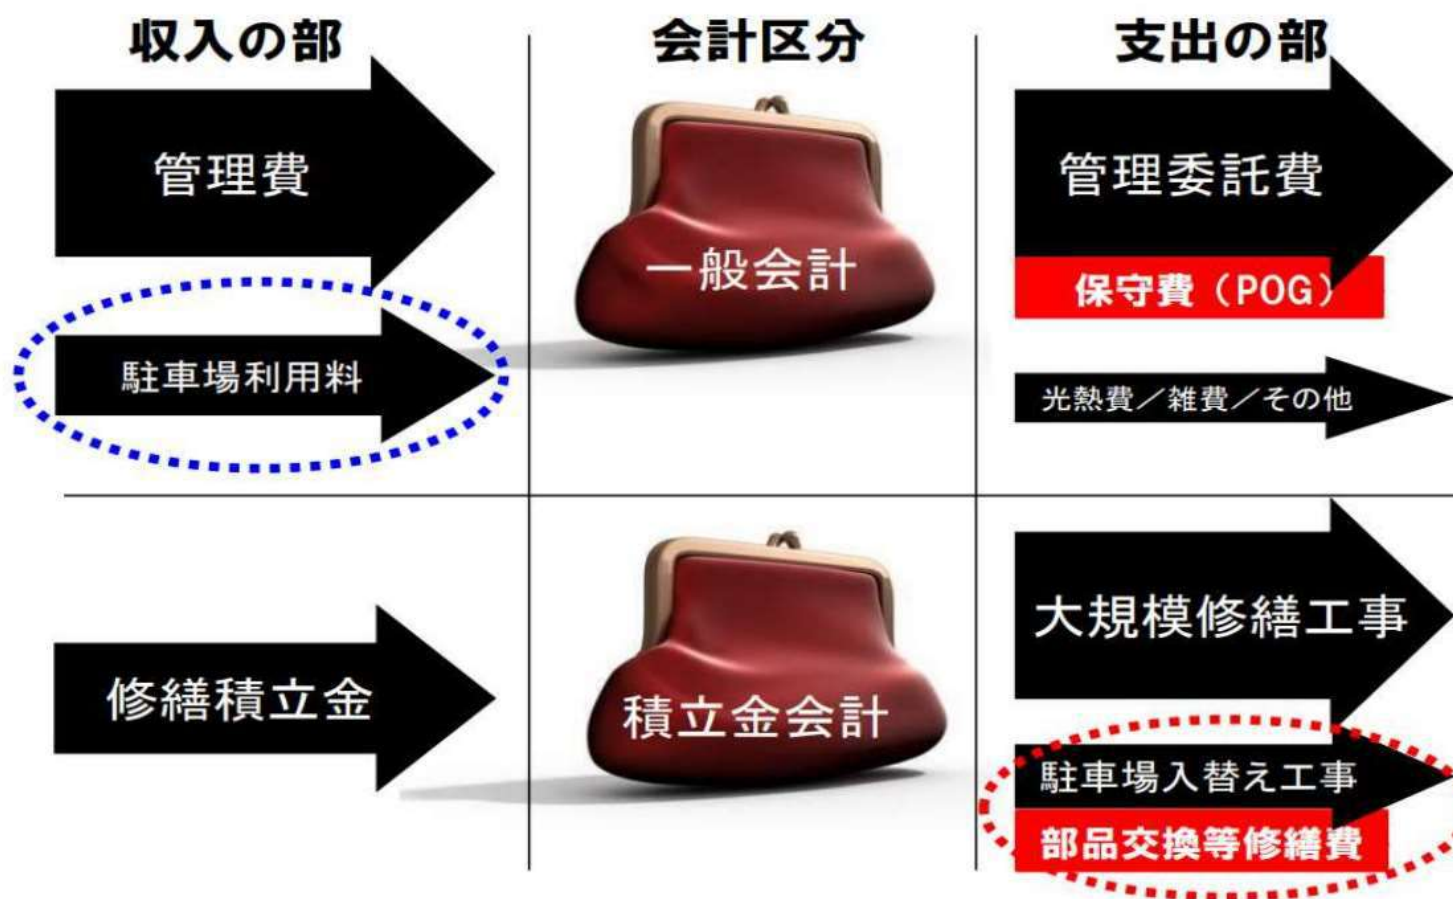 収入の部
会計区分
支出の部
管理費
一般会計
管理委託費
保守費（POG）
駐車場利用料
光熱費／雑費／その他
修繕積立金
積立金会計
大規模修繕工事
駐車場入替え工事
部品交換等修繕費